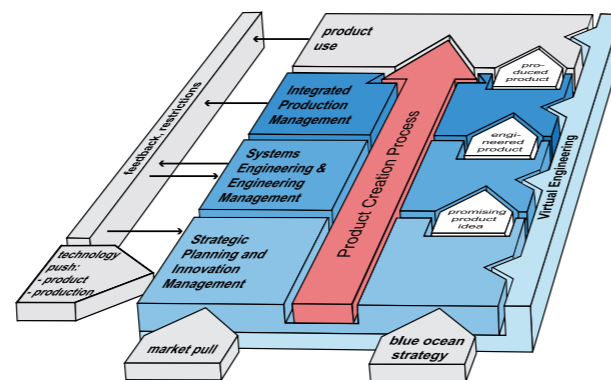 product
use
pro-
duced
product
Integrated
Production
Management
feedback, restrictions
engi-
neered
product
Systems
Engineering &
Engineering
Management
Product Creation Process
Virtual Engineering
promising
product
idea
Strategic
Planning and
Innovation
Management
technology
push:
- product
- production
market pull
blue ocean
strategy